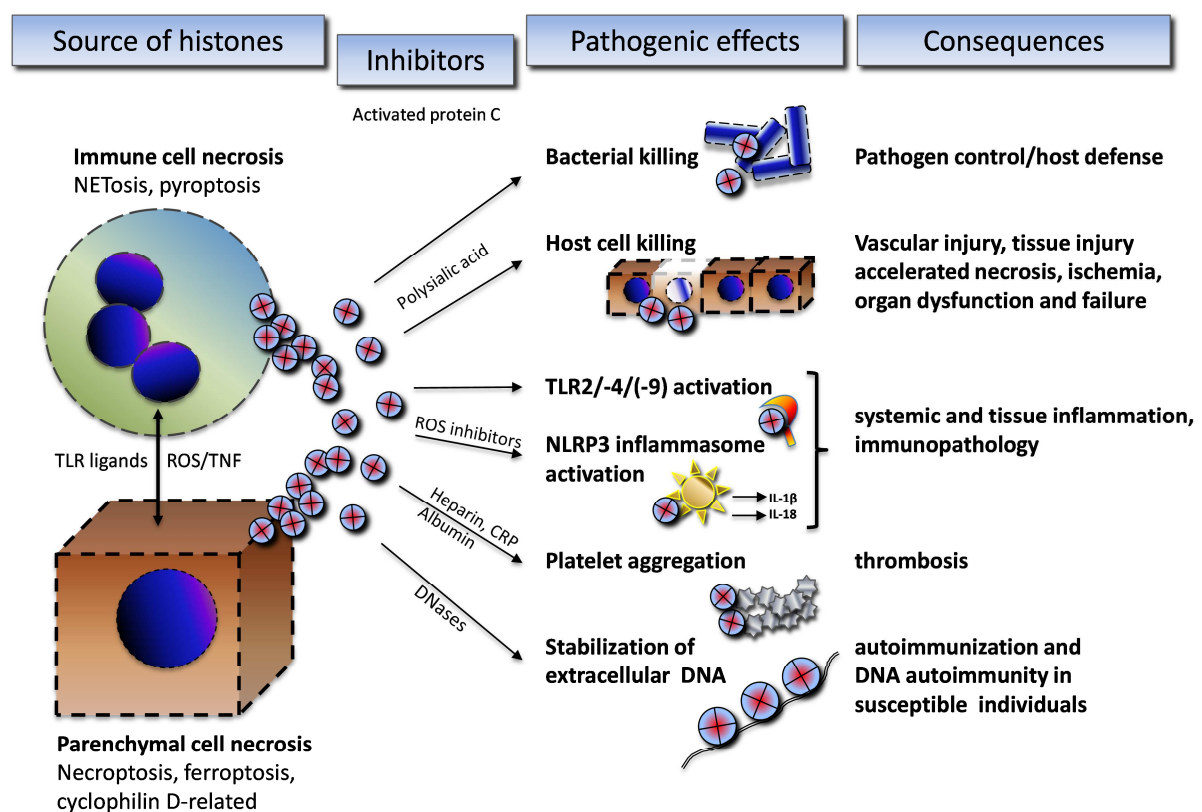 Source of histones
Inhibitors
Pathogenic effects
Consequences
Activated protein C
Immune cell necrosis
NETosis, pyroptosis
TLR ligands
ROS/TNF
Parenchymal cell necrosis
Necroptosis, ferroptosis,
cyclophilin D-related
Polysialic acid
ROS inhibitors
Heparin, CRP
Albumin
DNases
Bacterial killing
Pathogen control/host defense
Host cell killing
Vascular injury, tissue injury
accelerated necrosis, ischemia,
organ dysfunction and failure
TLR2/-4/(-9) activation
NLRP3 inflammasome
activation
IL-1β
IL-18
systemic and tissue inflammation,
immunopathology
Platelet aggregation
thrombosis
Stabilization of
extracellular DNA
autoimmunization and
DNA autoimmunity in
susceptible individuals